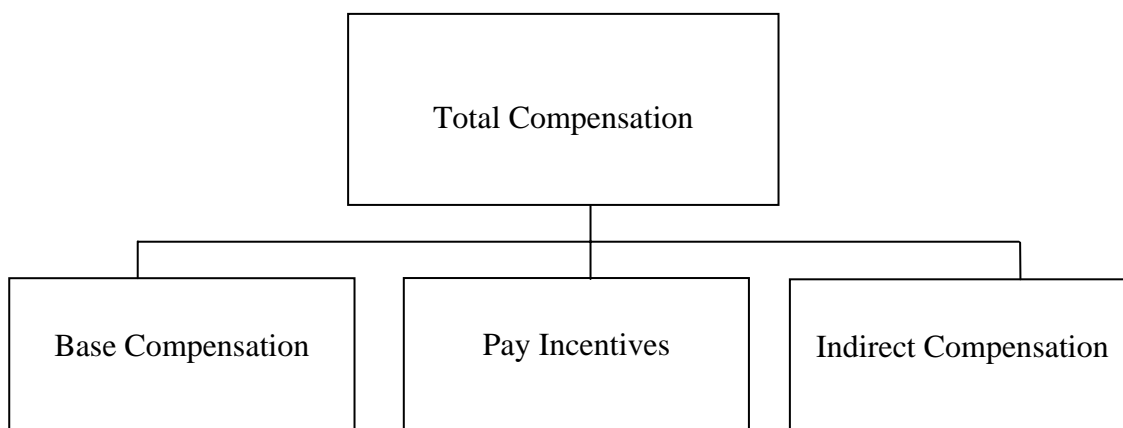 Total Compensation
Base Compensation
Pay Incentives
Indirect Compensation